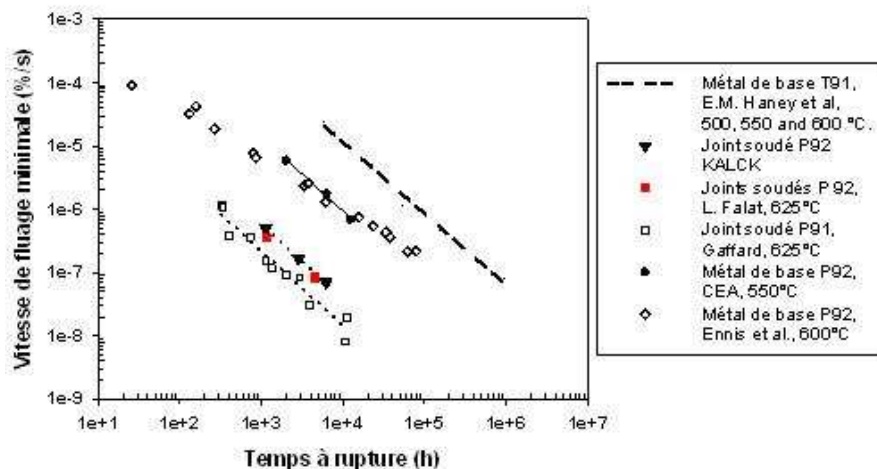 1e-3
1e-4
1e-5
1e-6
1e-7
1e-8
1e-9
Vitesse de fluage minimale (%/s)
1e+1 1e+2 1e+3 1e+4 1e+5 1e+6 1e+7
Temps à rupture (h)
Métal de base T91,
E.M. Haney et al,
500, 550 and 600 °C.
Joint soudé P92
KALCK
Joints soudés P92,
L. Falat, 625°C
Joint soudé P91,
Gaffard, 625°C
Métal de base P92,
CEA, 550°C
Métal de base P92,
Ennis et al., 600°C